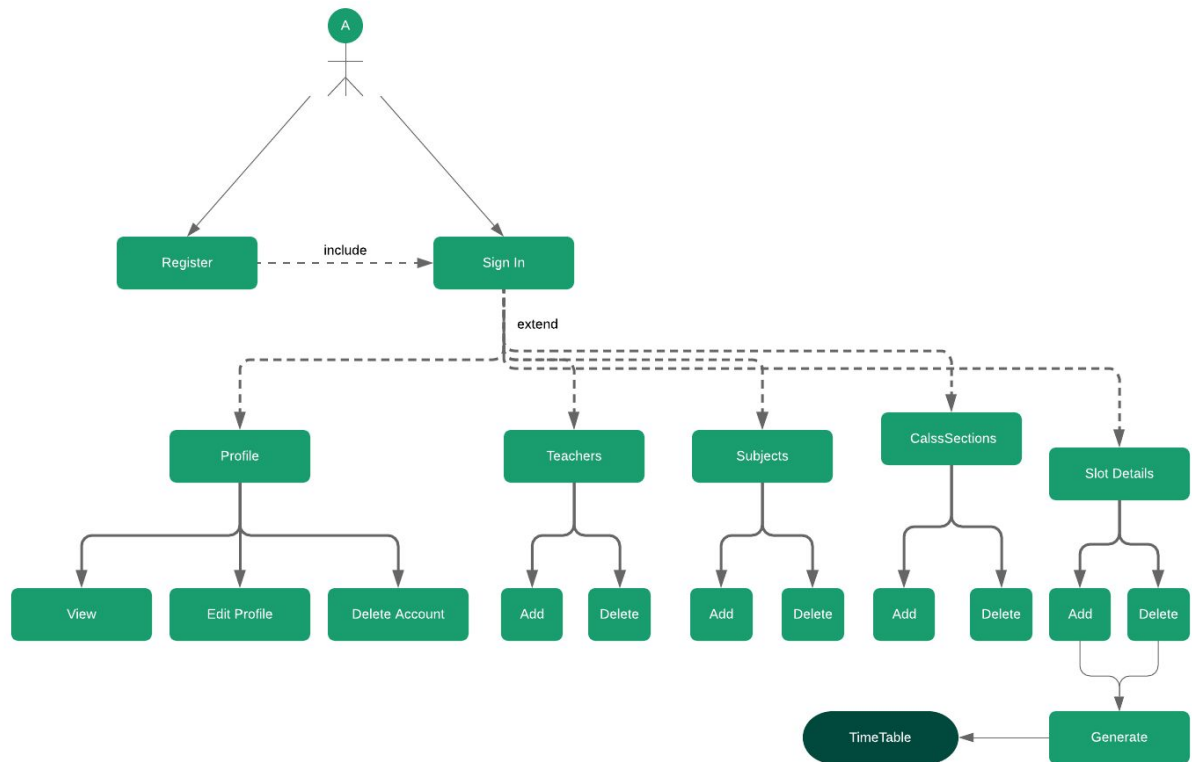 A
Register
include
Sign In
extend
Profile
Teachers
Subjects
CalssSections
Slot Details
View
Edit Profile
Delete Account
Add
Delete
Add
Delete
Add
Delete
Add
Delete
TimeTable
Generate